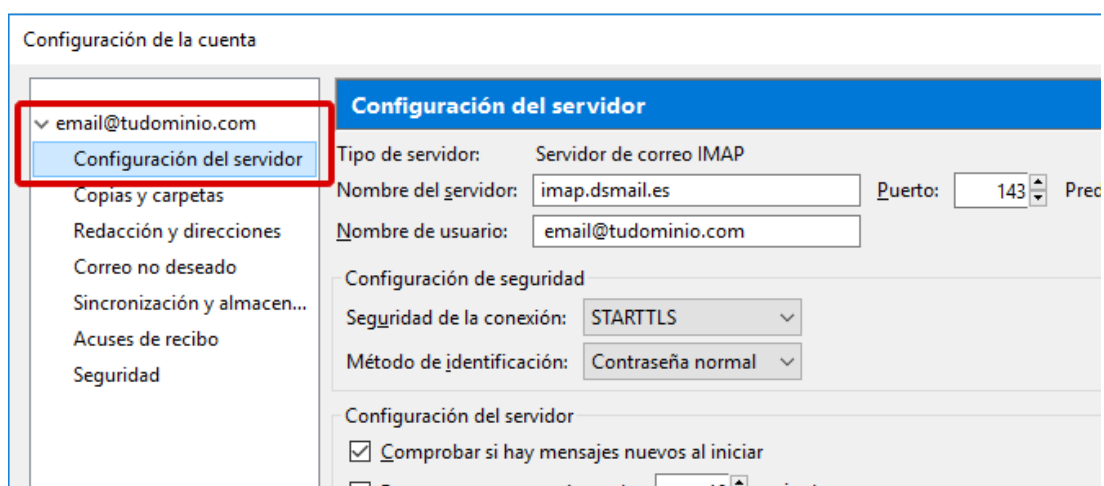 Configuración de la cuenta
email@tudominio.com
Configuración del servidor
Copias y carpetas
Redacción y direcciones
Correo no deseado
Sincronización y almacen...
Acuses de recibo
Seguridad
Configuración del servidor
Tipo de servidor: Servidor de correo IMAP
Nombre del servidor: imap.dsmail.es Puerto: 143
Nombre de usuario: email@tudominio.com
Configuración de seguridad
Seguridad de la conexión: STARTTLS
Método de identificación: Contraseña normal
Configuración del servidor
Comprobar si hay mensajes nuevos al iniciar